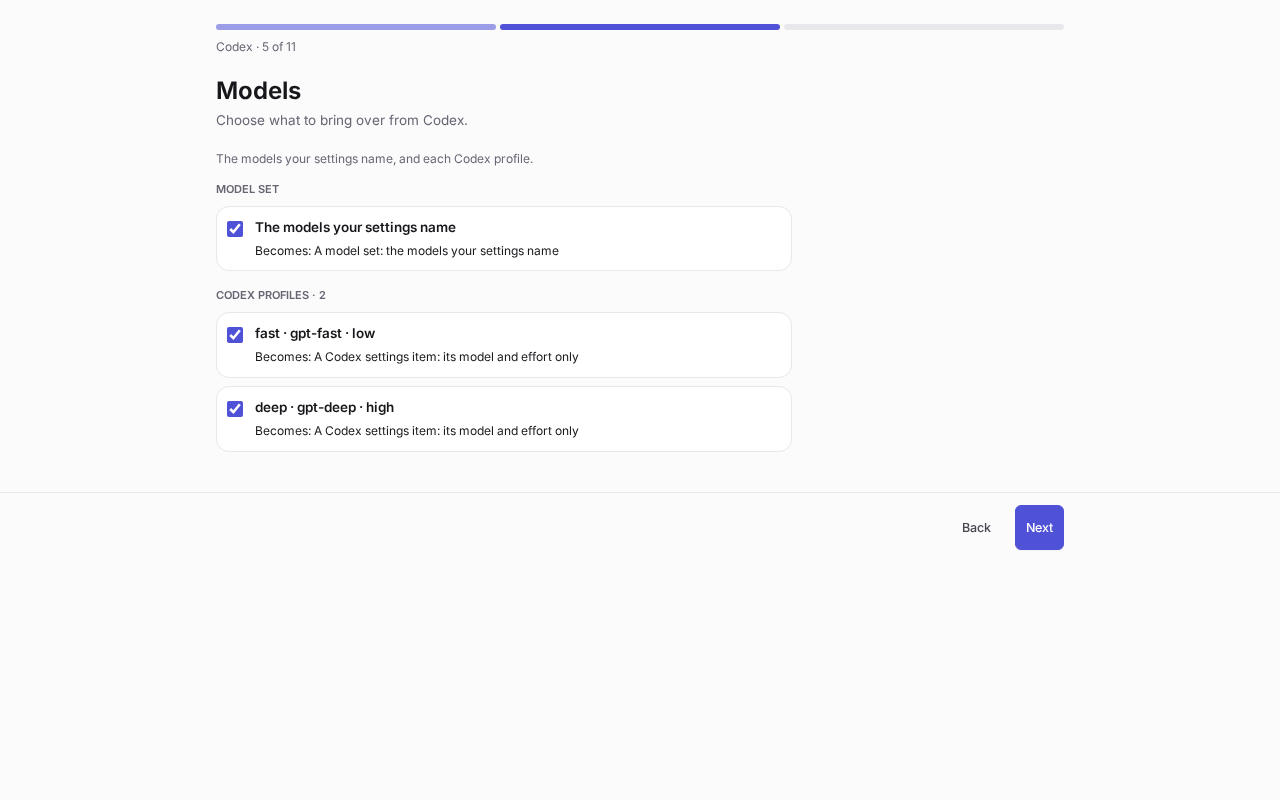 Codex · 5 of 11
Models
Choose what to bring over from Codex.
The models your settings name, and each Codex profile.
MODEL SET
The models your settings name
Becomes: A model set: the models your settings name
CODEX PROFILES · 2
fast · gpt-fast · low
Becomes: A Codex settings item: its model and effort only
deep · gpt-deep · high
Becomes: A Codex settings item: its model and effort only
Back
Next